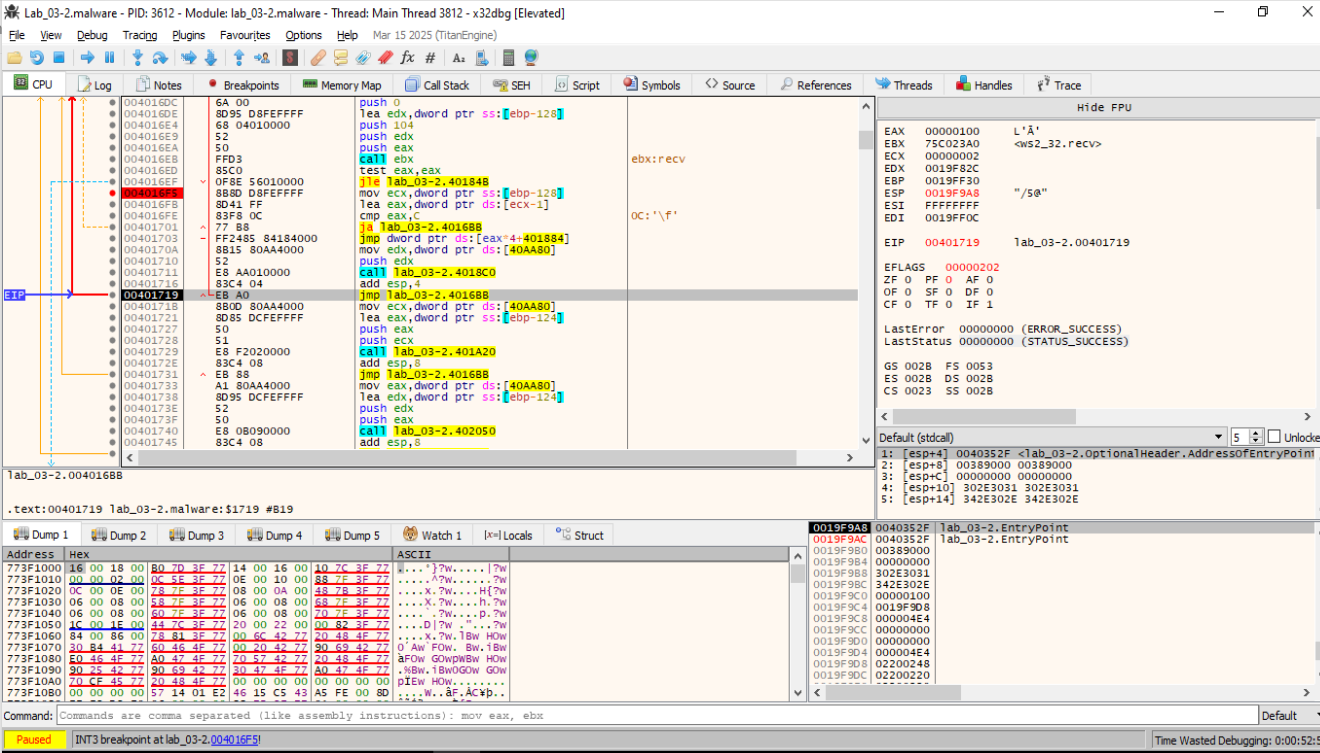 Lab_03-2.malware - PID: 3612 - Module: lab_03-2.malware - Thread: Main Thread 3812 - x32dbg [Elevated]
File View Debug Tracing Plugins Favourites Options Help Mar 15 2025 (TitanEngine)
CPU Log Notes Breakpoints Memory Map Call Stack SEH Script Symbols Source References Threads Handles Trace
004016DC 6A 00 push 0
004016DE 8D95 D8FEFFFF lea edx,dword ptr ss:[ebp-128]
004016E4 68 04010000 push 104
004016E9 52 push edx
004016EA 50 push eax
004016EB FFD3 call ebx ebx:recv
004016ED 85C0 test eax,eax
004016EF 0F8E 56010000 jle lab_03-2.40184B
004016F5 8B8D D8FEFFFF mov ecx,dword ptr ss:[ebp-128]
004016FB 8D41 FF lea eax,dword ptr ds:[ecx-1]
004016FE 83F8 0C cmp eax,C 0C:'\f'
00401701 77 B8 ja lab_03-2.4016BB
00401703 FF2485 84184000 jmp dword ptr ds:[eax*4+401884]
0040170A 8B15 80AA4000 mov edx,dword ptr ds:[40AA80]
00401710 52 push edx
00401711 E8 AA010000 call lab_03-2.4018C0
00401716 83C4 04 add esp,4
EIP 00401719 EB A0 jmp lab_03-2.4016BB
0040171B 8B0D 80AA4000 mov ecx,dword ptr ds:[40AA80]
00401721 8D85 DCFEFFFF lea eax,dword ptr ss:[ebp-124]
00401727 50 push eax
00401728 51 push ecx
00401729 E8 F2020000 call lab_03-2.401A20
0040172E 83C4 08 add esp,8
00401731 EB 88 jmp lab_03-2.4016BB
00401733 A1 80AA4000 mov eax,dword ptr ds:[40AA80]
00401738 8D95 DCFEFFFF lea edx,dword ptr ss:[ebp-124]
0040173E 52 push edx
0040173F 50 push eax
00401740 E8 0B090000 call lab_03-2.402050
00401745 83C4 08 add esp,8
Hide FPU
EAX 00000100 L'Ā'
EBX 75C023A0 <ws2_32.recv>
ECX 00000002
EDX 0019F82C
EBP 0019FF30
ESP 0019F9A8 "/5@"
ESI FFFFFFFF
EDI 0019FF0C
EIP 00401719 lab_03-2.00401719
EFLAGS 00000202
ZF 0 PF 0 AF 0
OF 0 SF 0 DF 0
CF 0 TF 0 IF 1
LastError 00000000 (ERROR_SUCCESS)
LastStatus 00000000 (STATUS_SUCCESS)
GS 002B FS 0053
ES 002B DS 002B
CS 0023 SS 002B
Default (stdcall) 5 Unlocke
1: [esp+4] 0040352F <lab_03-2.OptionalHeader.AddressOfEntryPoint
2: [esp+8] 00389000 00389000
3: [esp+C] 00000000 00000000
4: [esp+10] 302E3031 302E3031
5: [esp+14] 342E302E 342E302E
lab_03-2.004016BB
.text:00401719 lab_03-2.malware:$1719 #B19
Dump 1 Dump 2 Dump 3 Dump 4 Dump 5 Watch 1 [x=] Locals Struct
Address Hex ASCII
773F1000 16 00 18 00 B0 7D 3F 77 14 00 16 00 10 7C 3F 77 ....°}?w.....|?w
773F1010 00 00 02 00 0C 5E 3F 77 0E 00 10 00 88 7F 3F 77 .....^?w......?w
773F1020 0C 00 0E 00 78 7F 3F 77 08 00 0A 00 48 7B 3F 77 ....x.?w....H{?w
773F1030 06 00 08 00 58 7F 3F 77 06 00 08 00 68 7F 3F 77 ....X.?w....h.?w
773F1040 06 00 08 00 60 7F 3F 77 06 00 08 00 70 7F 3F 77 ....`.?w....p.?w
773F1050 1C 00 1E 00 44 7C 3F 77 20 00 22 00 00 82 3F 77 ....D|?w ."...?w
773F1060 84 00 86 00 78 81 3F 77 00 6C 42 77 20 48 4F 77 ....x.?w.lBw HOw
773F1070 30 B4 41 77 60 46 4F 77 00 20 42 77 90 69 42 77 0´Aw`FOw. Bw.iBw
773F1080 E0 46 4F 77 A0 47 4F 77 70 57 42 77 20 48 4F 77 àFOw GOwpWBw HOw
773F1090 90 25 42 77 90 69 42 77 30 47 4F 77 A0 47 4F 77 .%Bw.iBw0GOw GOw
773F10A0 70 CF 45 77 20 48 4F 77 00 00 00 00 00 00 00 00 pÏEw HOw........
773F10B0 00 00 00 00 57 14 01 E2 46 15 C5 43 A5 FE 00 8D ....W..âF.ÅC¥þ..
0019F9A8 0040352F lab_03-2.EntryPoint
0019F9AC 0040352F lab_03-2.EntryPoint
0019F9B0 00389000
0019F9B4 00000000
0019F9B8 302E3031
0019F9BC 342E302E
0019F9C0 00000100
0019F9C4 0019F9D8
0019F9C8 000004E4
0019F9CC 00000000
0019F9D0 00000000
0019F9D4 000004E4
0019F9D8 02200248
0019F9DC 02200220
Command: Commands are comma separated (like assembly instructions): mov eax, ebx Default
Paused INT3 breakpoint at lab_03-2.004016F5! Time Wasted Debugging: 0:00:52:5